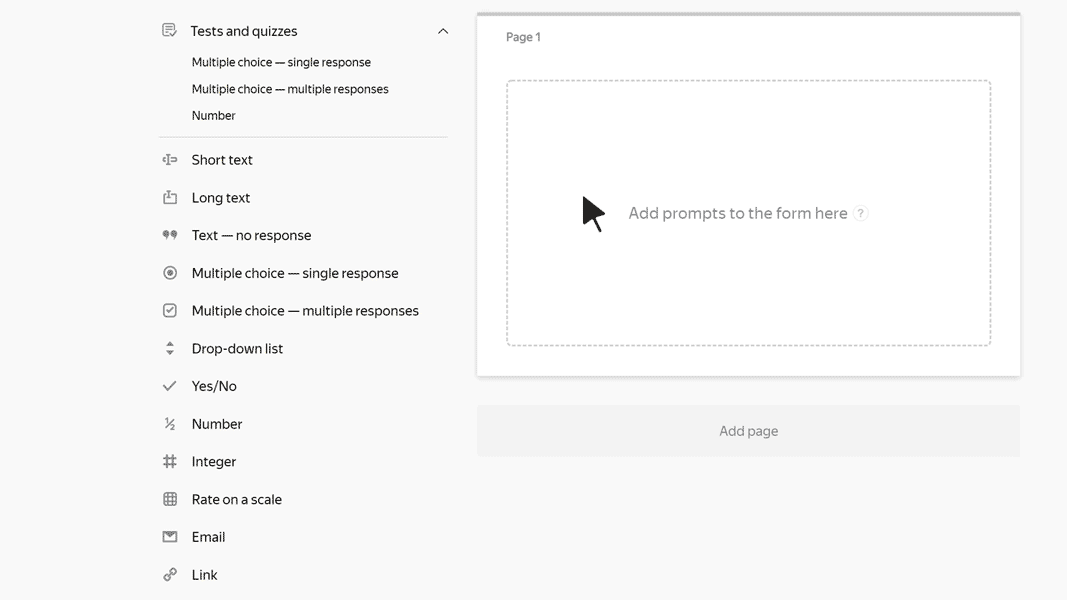 Tests and quizzes
Multiple choice — single response
Multiple choice — multiple responses
Number
Short text
Long text
Text — no response
Multiple choice — single response
Multiple choice — multiple responses
Drop-down list
Yes/No
½ Number
Integer
Rate on a scale
Email
Link
Page 1
Add prompts to the form here ?
Add page